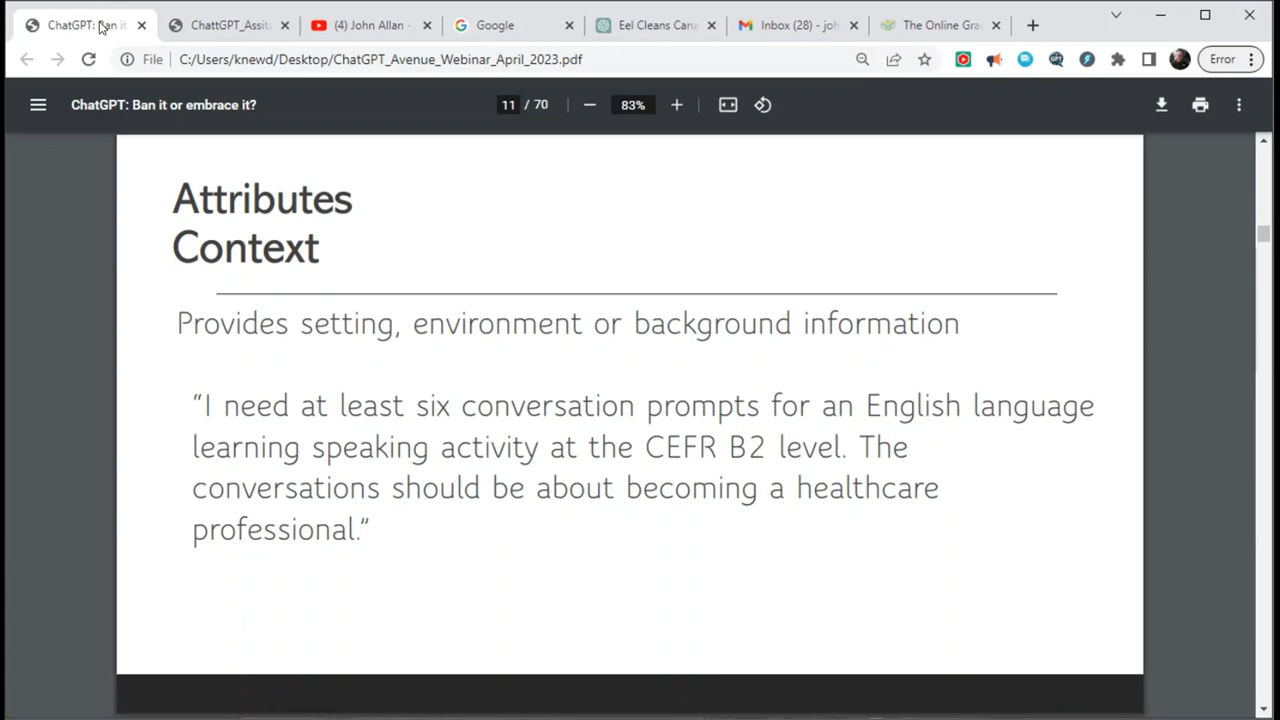 ChatGPT: Ban it
ChattGPT_Assita
(4) John Allan -
Google
Eel Cleans Cana
Inbox (28) - joh
The Online Gra
File C:/Users/knewd/Desktop/ChatGPT_Avenue_Webinar_April_2023.pdf
Error
ChatGPT: Ban it or embrace it?
11 / 70
83%
Attributes
Context
Provides setting, environment or background information
“I need at least six conversation prompts for an English language
learning speaking activity at the CEFR B2 level. The
conversations should be about becoming a healthcare
professional.”